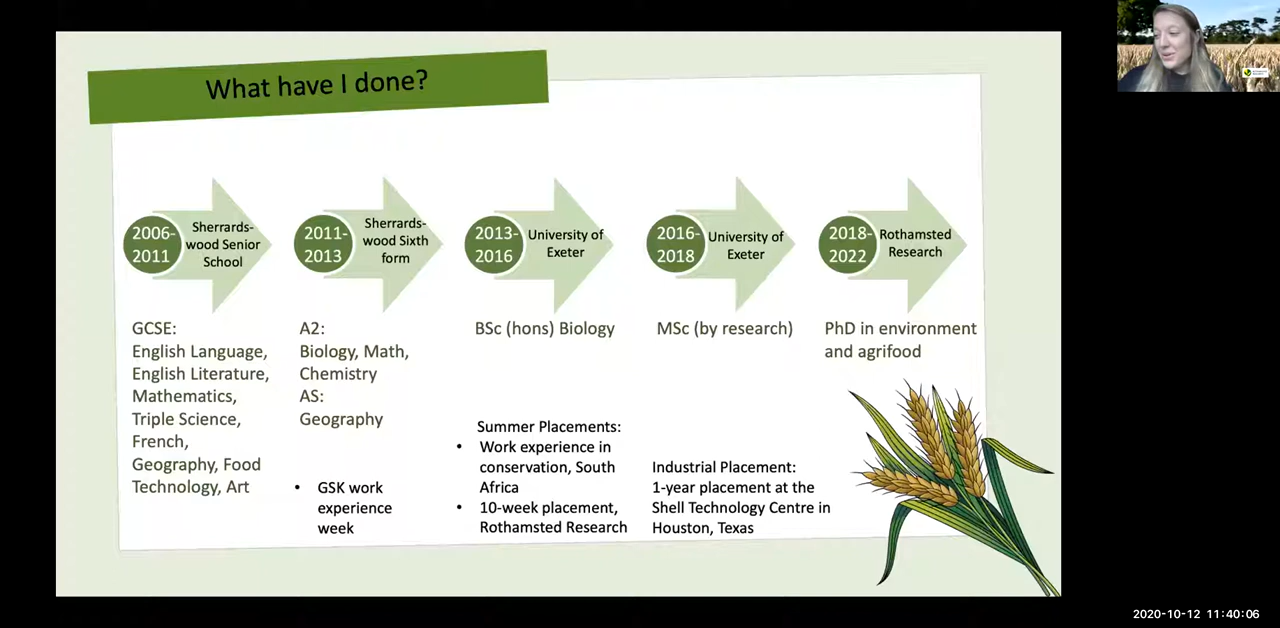 What have I done?
2006-
2011
Sherrards-
wood Senior
School
2011-
2013
Sherrards-
wood Sixth
form
2013-
2016
University of
Exeter
2016-
2018
University of
Exeter
2018-
2022
Rothamsted
Research
GCSE:
English Language,
English Literature,
Mathematics,
Triple Science,
French,
Geography, Food
Technology, Art
A2:
Biology, Math,
Chemistry
AS:
Geography
• GSK work
experience
week
BSc (hons) Biology
Summer Placements:
• Work experience in
conservation, South
Africa
• 10-week placement,
Rothamsted Research
MSc (by research)
Industrial Placement:
1-year placement at the
Shell Technology Centre in
Houston, Texas
PhD in environment
and agrifood
2020-10-12 11:40:06